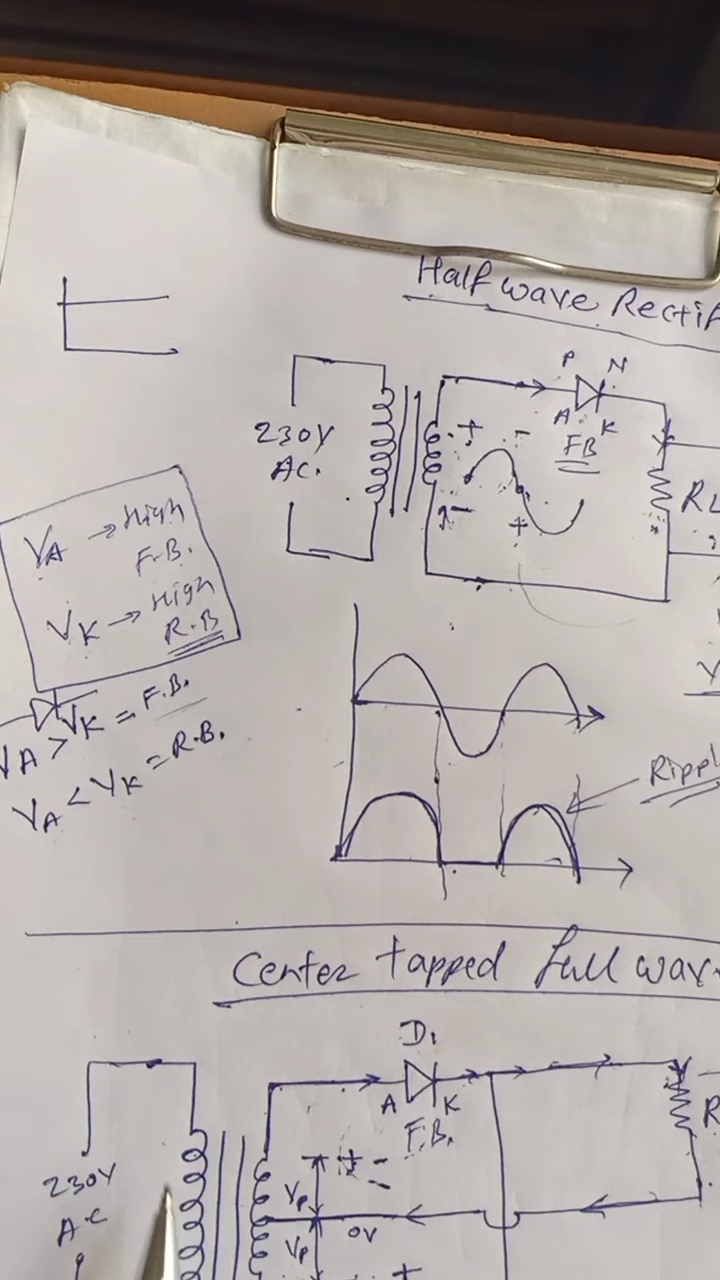 Half wave Rectif
P N
A K
FB
230V
AC.
+ -
- +
RL
VA → High
F.B.
VK → High
R.B
VA > VK = F.B.
VA < VK = R.B.
Rippl
Center tapped full wav
D1
A K
F.B.
230V
A.C
+ -
-
Vp
0V
Vp
+
R